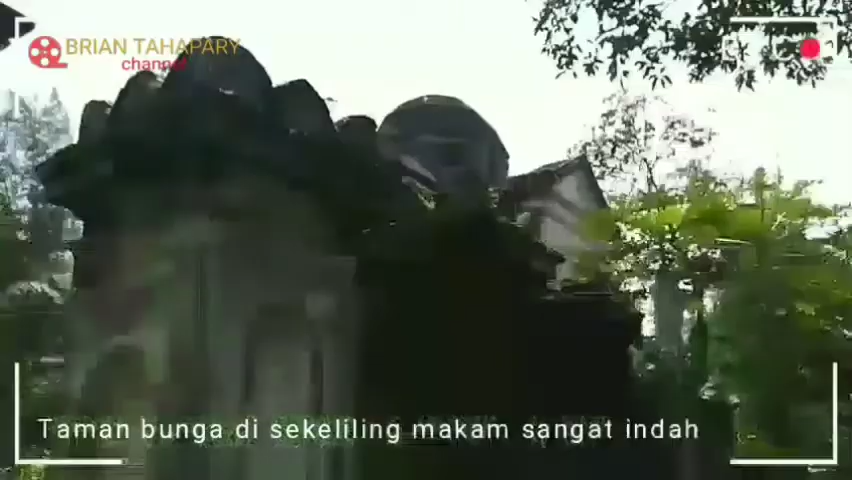 BRIAN TAHAPARY
channel
Taman bunga di sekeliling makam sangat indah